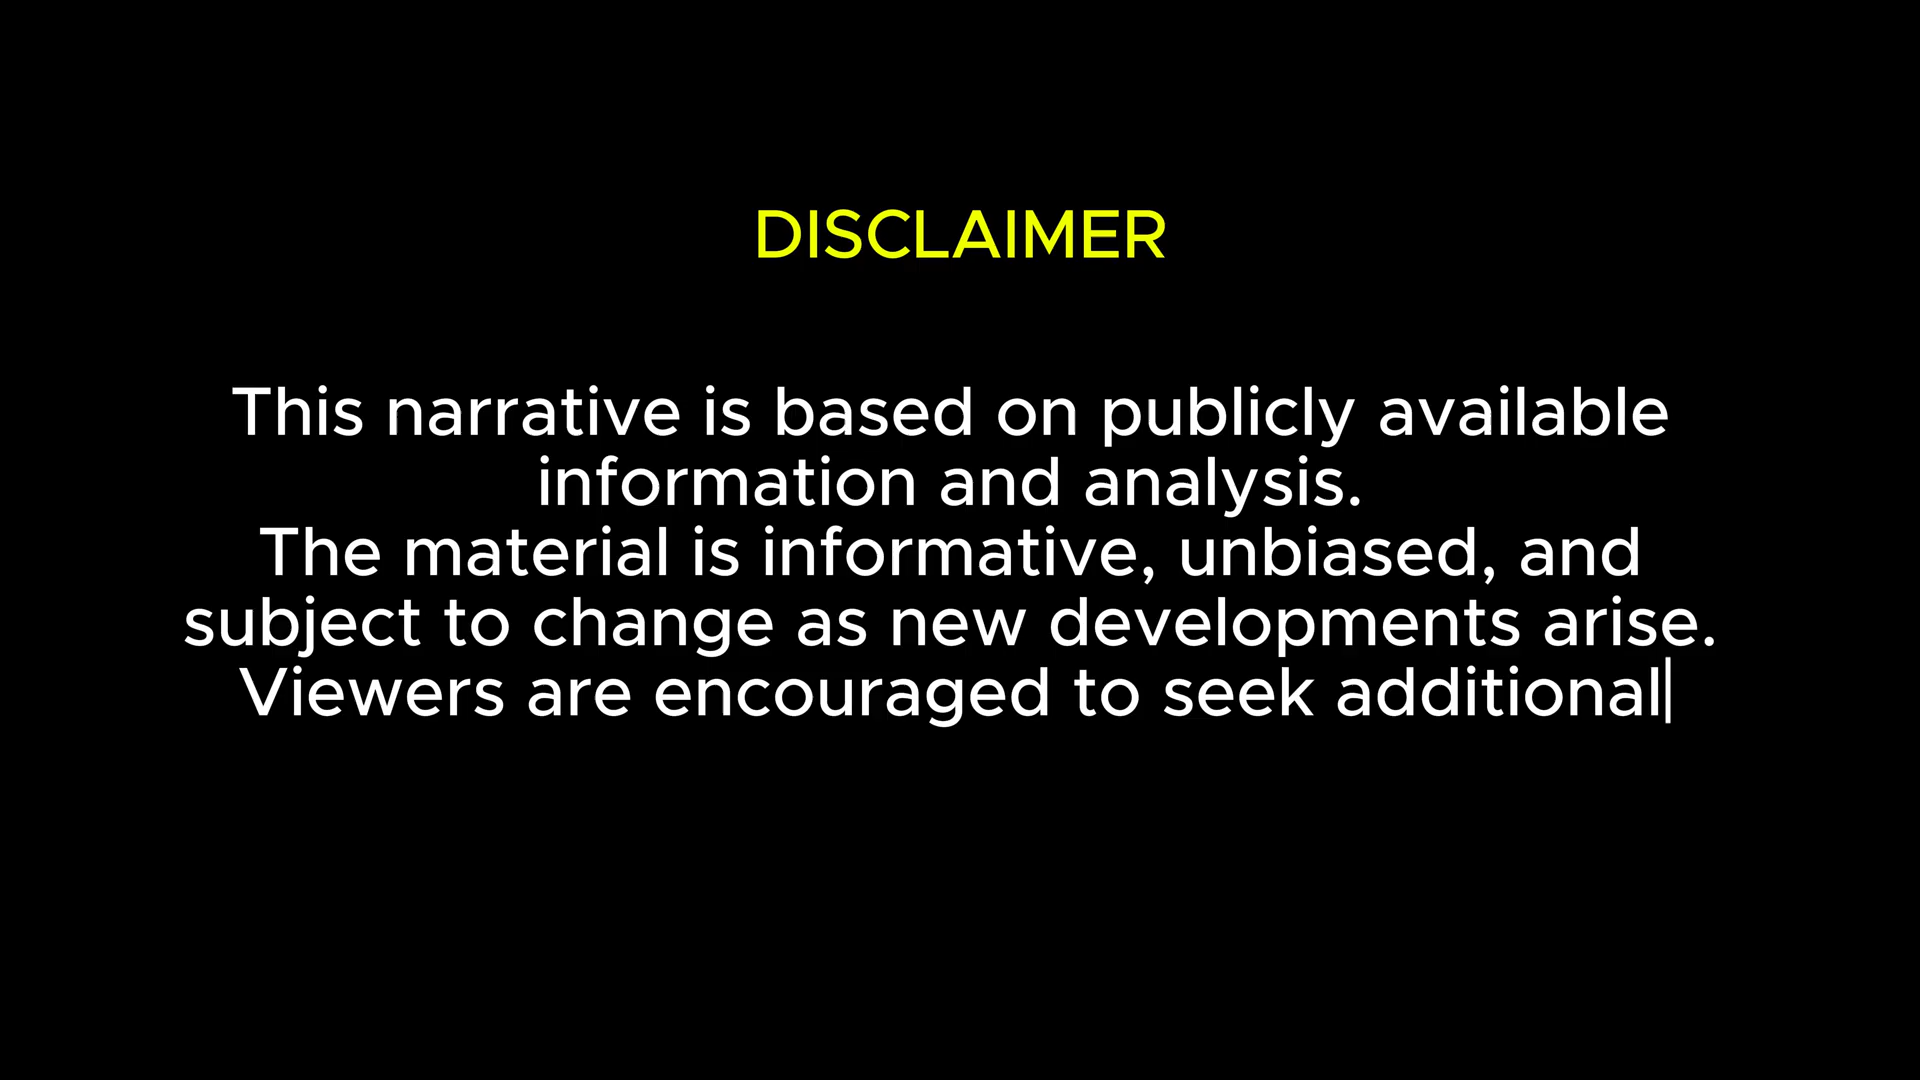 DISCLAIMER
This narrative is based on publicly available
information and analysis.
The material is informative, unbiased, and
subject to change as new developments arise.
Viewers are encouraged to seek additional